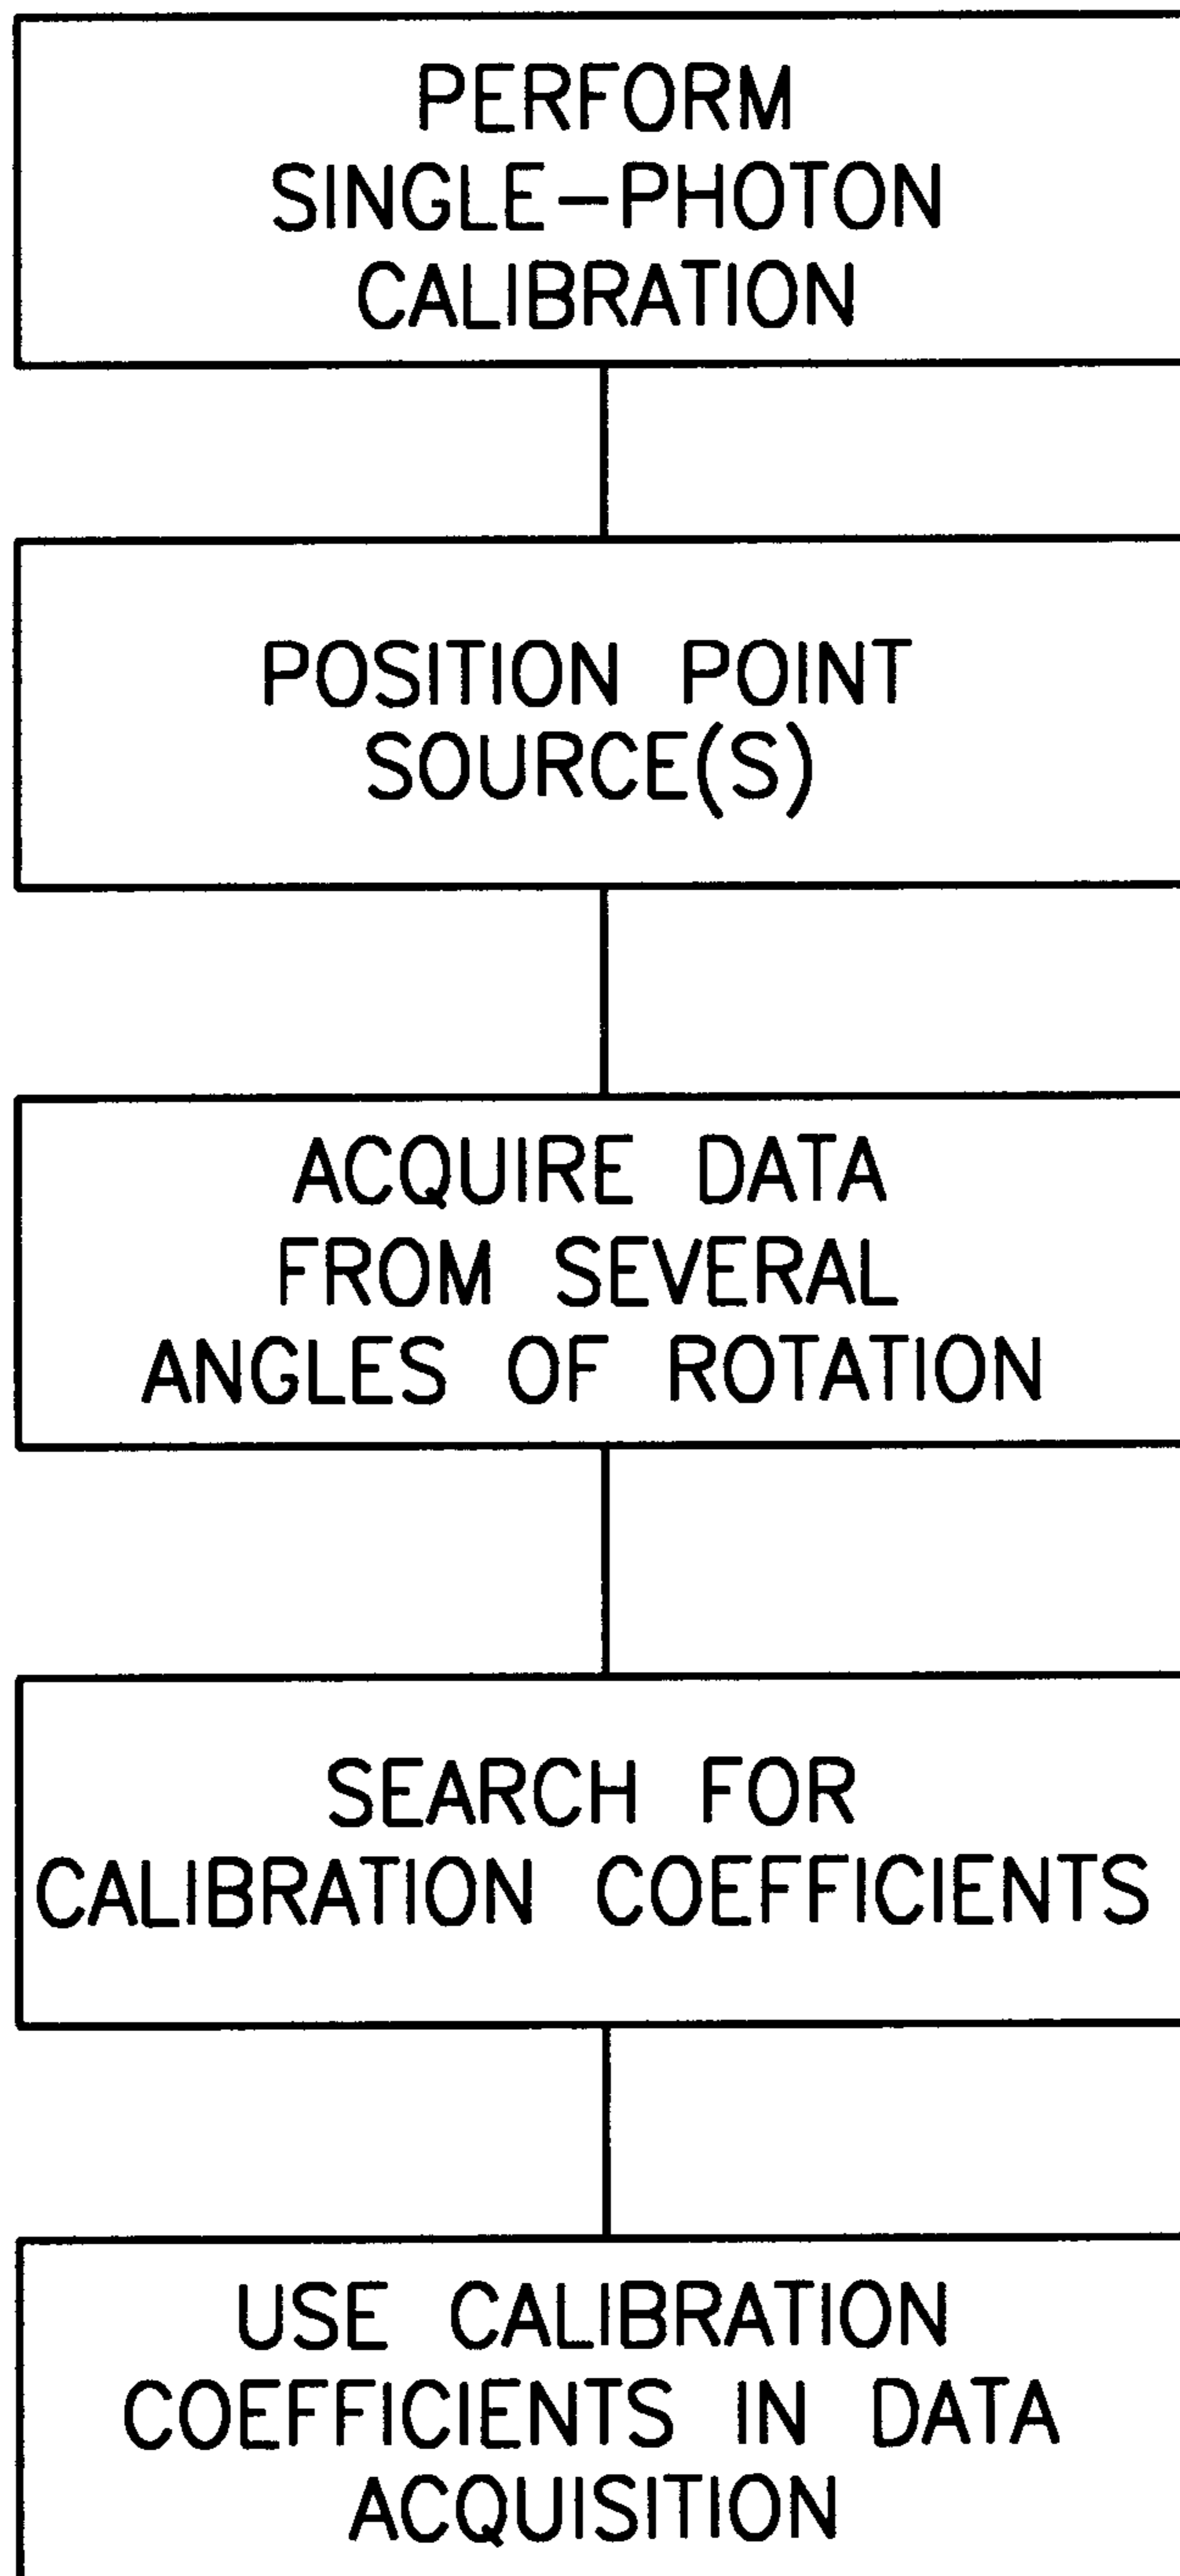 PERFORM
SINGLE-PHOTON
CALIBRATION
POSITION POINT
SOURCE(S)
ACQUIRE DATA
FROM SEVERAL
ANGLES OF ROTATION
SEARCH FOR
CALIBRATION COEFFICIENTS
USE CALIBRATION
COEFFICIENTS IN DATA
ACQUISITION